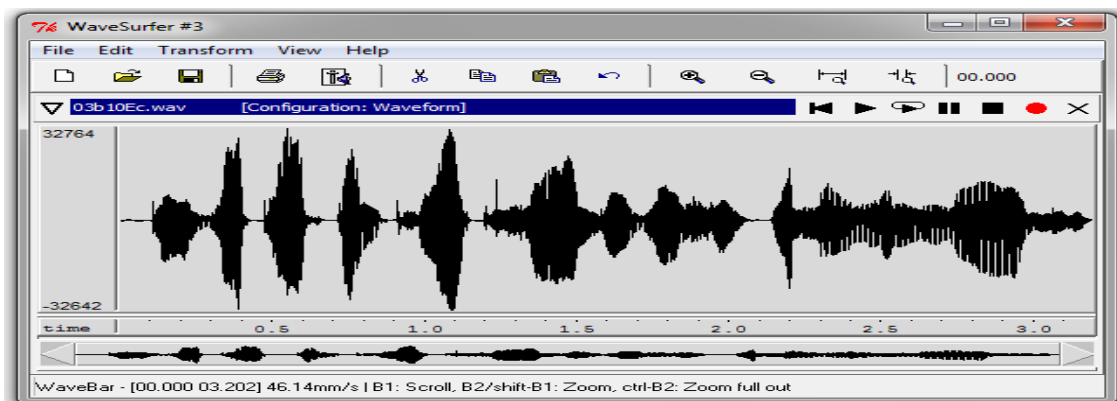 WaveSurfer #3
File Edit Transform View Help
00.000
03b10Ec.wav [Configuration: Waveform]
32764
-32642
time 0.5 1.0 1.5 2.0 2.5 3.0
WaveBar - [00.000 03.202] 46.14mm/s | B1: Scroll, B2/shift-B1: Zoom, ctrl-B2: Zoom full out